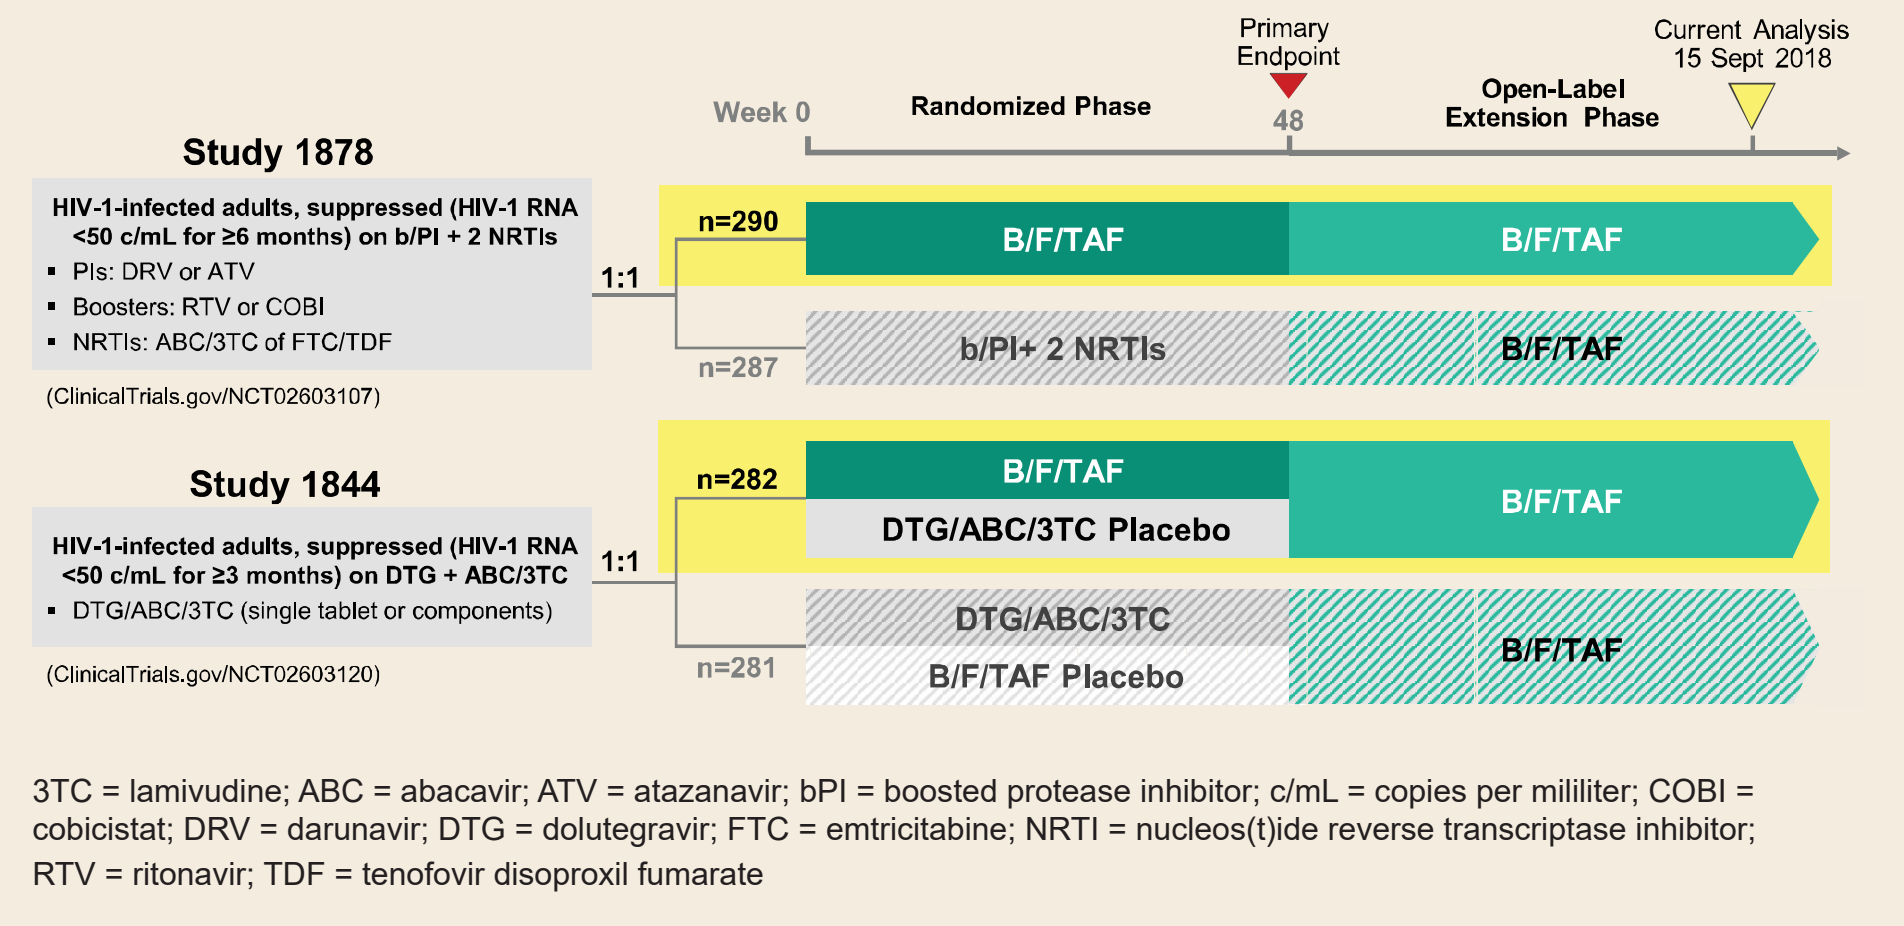 Primary
Endpoint
Current Analysis
15 Sept 2018
Week 0
Randomized Phase
48
Open-Label
Extension Phase
Study 1878
HIV-1-infected adults, suppressed (HIV-1 RNA
<50 c/mL for ≥6 months) on b/PI + 2 NRTIs
▪ PIs: DRV or ATV
▪ Boosters: RTV or COBI
▪ NRTIs: ABC/3TC of FTC/TDF
(ClinicalTrials.gov/NCT02603107)
1:1
n=290
B/F/TAF
B/F/TAF
n=287
b/PI+ 2 NRTIs
B/F/TAF
Study 1844
HIV-1-infected adults, suppressed (HIV-1 RNA
<50 c/mL for ≥3 months) on DTG + ABC/3TC
▪ DTG/ABC/3TC (single tablet or components)
(ClinicalTrials.gov/NCT02603120)
1:1
n=282
B/F/TAF
DTG/ABC/3TC Placebo
B/F/TAF
n=281
DTG/ABC/3TC
B/F/TAF Placebo
B/F/TAF
3TC = lamivudine; ABC = abacavir; ATV = atazanavir; bPI = boosted protease inhibitor; c/mL = copies per mililiter; COBI =
cobicistat; DRV = darunavir; DTG = dolutegravir; FTC = emtricitabine; NRTI = nucleos(t)ide reverse transcriptase inhibitor;
RTV = ritonavir; TDF = tenofovir disoproxil fumarate